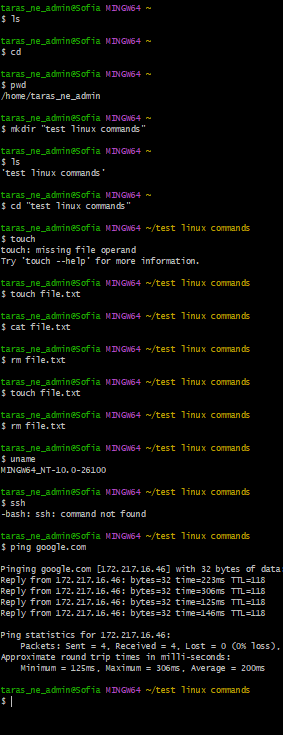 taras_ne_admin@Sofia MINGW64 ~
$ ls
taras_ne_admin@Sofia MINGW64 ~
$ cd
taras_ne_admin@Sofia MINGW64 ~
$ pwd
/home/taras_ne_admin
taras_ne_admin@Sofia MINGW64 ~
$ mkdir "test linux commands"
taras_ne_admin@Sofia MINGW64 ~
$ ls
'test linux commands'
taras_ne_admin@Sofia MINGW64 ~
$ cd "test linux commands"
taras_ne_admin@Sofia MINGW64 ~/test linux commands
$ touch
touch: missing file operand
Try 'touch --help' for more information.
taras_ne_admin@Sofia MINGW64 ~/test linux commands
$ touch file.txt
taras_ne_admin@Sofia MINGW64 ~/test linux commands
$ cat file.txt
taras_ne_admin@Sofia MINGW64 ~/test linux commands
$ rm file.txt
taras_ne_admin@Sofia MINGW64 ~/test linux commands
$ touch file.txt
taras_ne_admin@Sofia MINGW64 ~/test linux commands
$ rm file.txt
taras_ne_admin@Sofia MINGW64 ~/test linux commands
$ uname
MINGW64_NT-10.0-26100
taras_ne_admin@Sofia MINGW64 ~/test linux commands
$ ssh
-bash: ssh: command not found
taras_ne_admin@Sofia MINGW64 ~/test linux commands
$ ping google.com
Pinging google.com [172.217.16.46] with 32 bytes of data:
Reply from 172.217.16.46: bytes=32 time=223ms TTL=118
Reply from 172.217.16.46: bytes=32 time=306ms TTL=118
Reply from 172.217.16.46: bytes=32 time=125ms TTL=118
Reply from 172.217.16.46: bytes=32 time=146ms TTL=118
Ping statistics for 172.217.16.46:
Packets: Sent = 4, Received = 4, Lost = 0 (0% loss),
Approximate round trip times in milli-seconds:
Minimum = 125ms, Maximum = 306ms, Average = 200ms
taras_ne_admin@Sofia MINGW64 ~/test linux commands
$